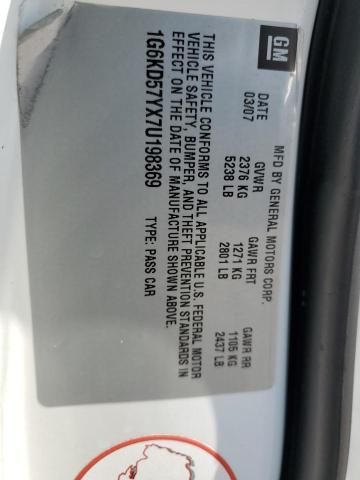 GM
MFD BY GENERAL MOTORS CORP.
DATE GVWR GAWR FRT GAWR RR
03/07 2376 KG 1271 KG 1105 KG
5238 LB 2801 LB 2437 LB
THIS VEHICLE CONFORMS TO ALL APPLICABLE U.S. FEDERAL MOTOR
VEHICLE SAFETY, BUMPER, AND THEFT PREVENTION STANDARDS IN
EFFECT ON THE DATE OF MANUFACTURE SHOWN ABOVE.
1G6KD57YX7U198369 TYPE: PASS CAR